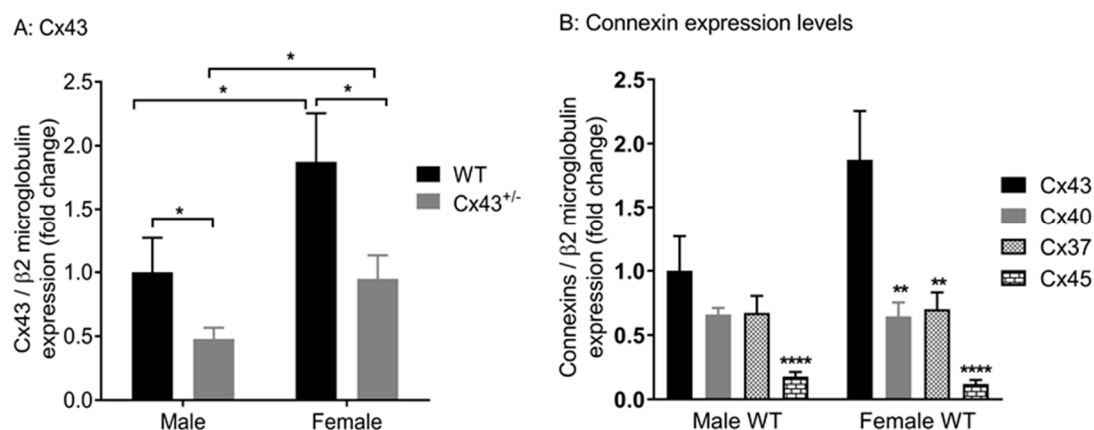 A: Cx43
Cx43 / β2 microglobulin
expression (fold change)
2.5
2.0
1.5
1.0
0.5
0.0
*
*
*
*
Male
Female
WT
Cx43+/-
B: Connexin expression levels
Connexins / β2 microglobulin
expression (fold change)
2.5
2.0
1.5
1.0
0.5
0.0
****
**
**
****
Male WT
Female WT
Cx43
Cx40
Cx37
Cx45